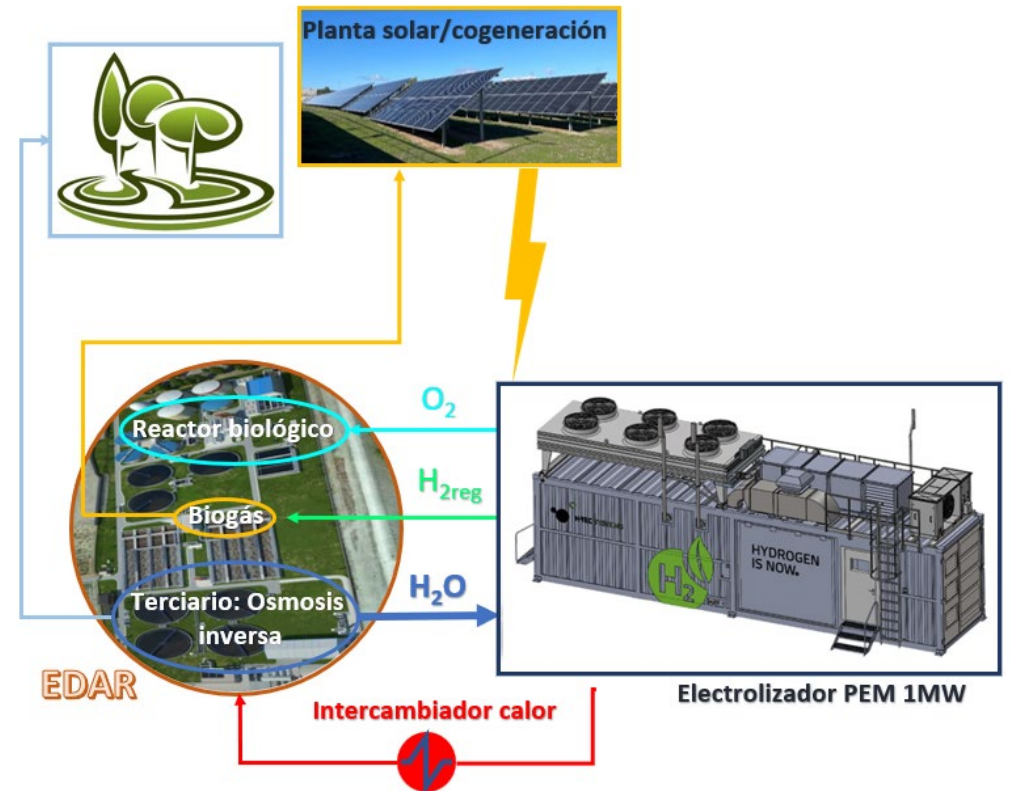 Planta solar/cogeneración
O2
Reactor biológico
H2reg
Biogás
H2O
Terciario: Osmosis
inversa
EDAR
HYDROGEN
IS NOW.
H2
Electrolizador PEM 1MW
Intercambiador calor